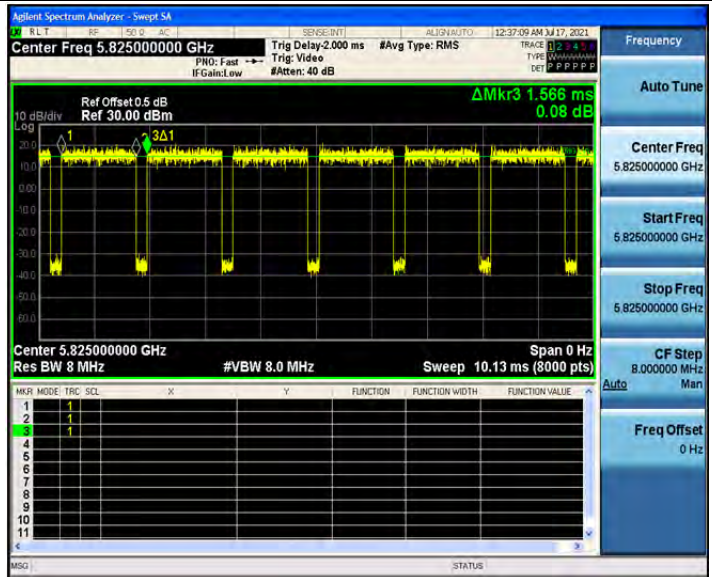 Agilent Spectrum Analyzer - Swept SA
RLT RF 50 Ω AC SENSE:INT ALIGNAUTO 12:37:09 AM Jul 17, 2021
Center Freq 5.825000000 GHz
PNO: Fast
IFGain:Low
Trig Delay-2.000 ms
Trig: Video
#Atten: 40 dB
#Avg Type: RMS
TRACE 1 2 3 4 5 6
TYPE
DET P P P P P P
ΔMkr3 1.566 ms
0.08 dB
Ref Offset 0.5 dB
10 dB/div Ref 30.00 dBm
Log
1
3Δ1
20.0
10.0
0.00
-10.0
-20.0
-30.0
-40.0
-50.0
-60.0
Center 5.825000000 GHz Span 0 Hz
Res BW 8 MHz #VBW 8.0 MHz Sweep 10.13 ms (8000 pts)
MKR MODE TRC SCL X Y FUNCTION FUNCTION WIDTH FUNCTION VALUE
1 1
2 1
3 1
4
5
6
7
8
9
10
11
MSG STATUS
Frequency
Auto Tune
Center Freq
5.825000000 GHz
Start Freq
5.825000000 GHz
Stop Freq
5.825000000 GHz
CF Step
8.000000 MHz
Auto Man
Freq Offset
0 Hz